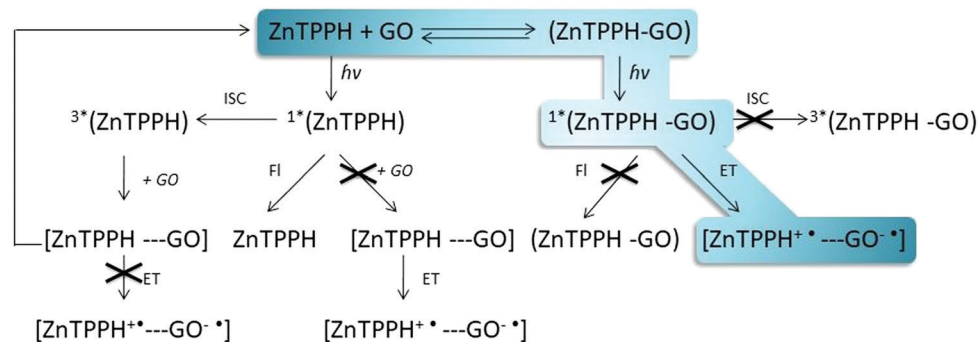 ZnTPPH + GO (ZnTPPH-GO)
hν hν
3*(ZnTPPH) ISC 1*(ZnTPPH) 1*(ZnTPPH -GO) ISC 3*(ZnTPPH -GO)
+ GO Fl + GO Fl ET
[ZnTPPH ---GO] ZnTPPH [ZnTPPH ---GO] (ZnTPPH -GO) [ZnTPPH+•---GO-•]
ET ET
[ZnTPPH+•---GO-•] [ZnTPPH+•---GO-•]